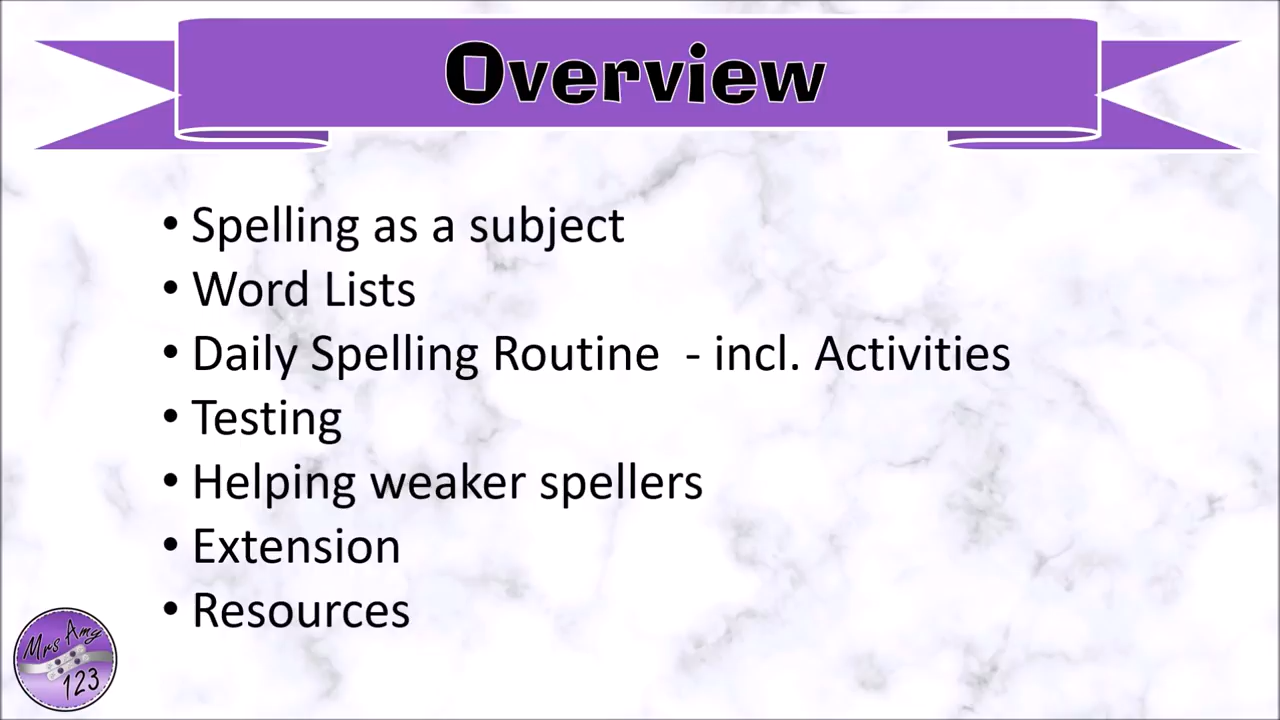 Overview
• Spelling as a subject
• Word Lists
• Daily Spelling Routine  - incl. Activities
• Testing
• Helping weaker spellers
• Extension
• Resources
Mrs Amy
123